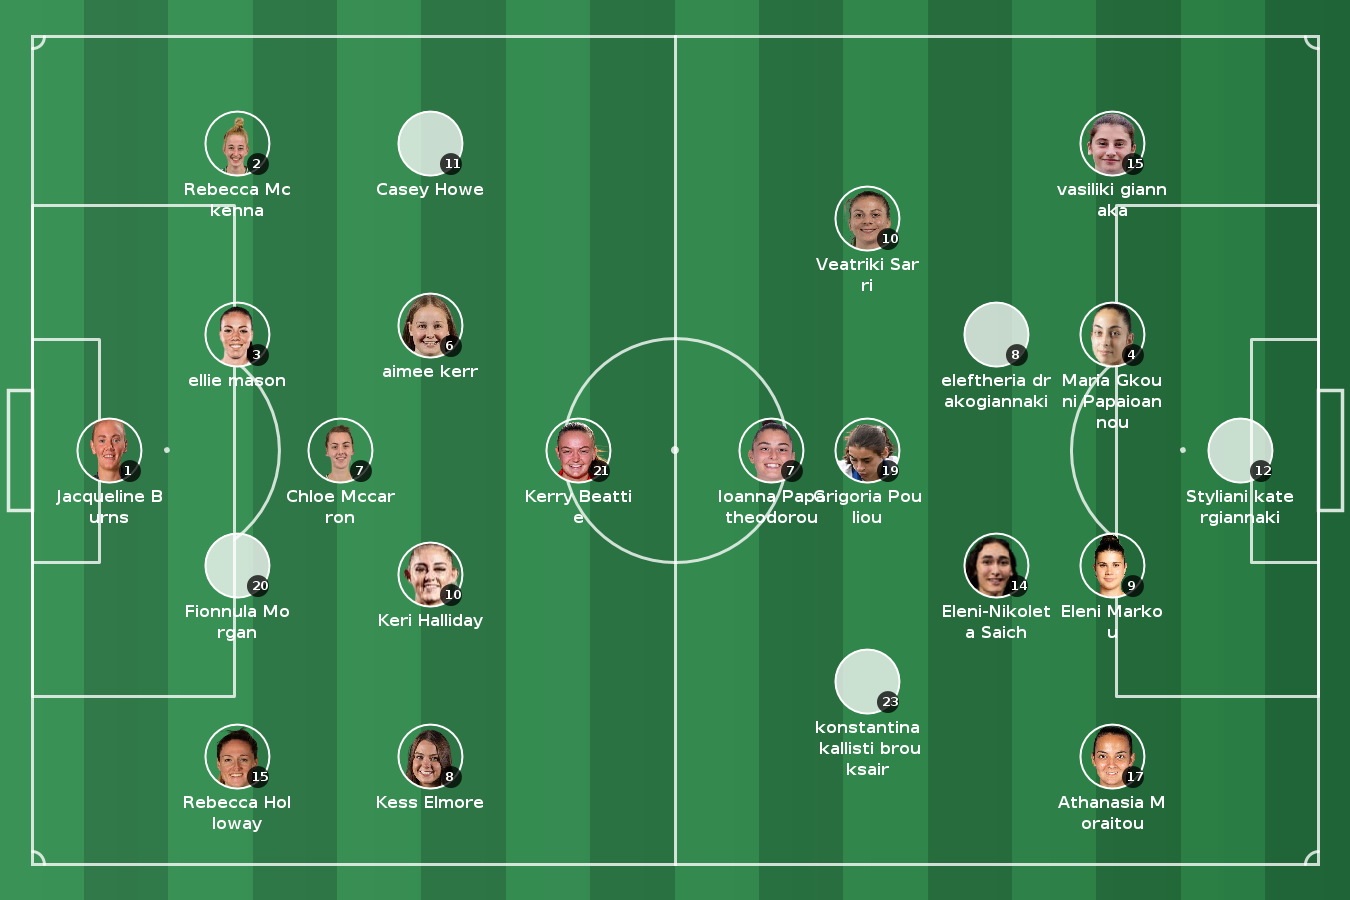 2
Rebecca Mc
kenna
11
Casey Howe
15
vasiliki giann
aka
10
Veatriki Sar
ri
3
ellie mason
6
aimee kerr
8
eleftheria dr
akogiannaki
4
Maria Gkou
ni Papaioan
nou
1
Jacqueline B
urns
7
Chloe Mccar
ron
21
Kerry Beatti
e
7
Ioanna Papa
theodorou
19
Grigoria Pou
liou
12
Styliani kate
rgiannaki
20
Fionnula Mo
rgan
10
Keri Halliday
14
Eleni-Nikolet
a Saich
9
Eleni Marko
u
23
konstantina
kallisti brou
ksair
15
Rebecca Hol
loway
8
Kess Elmore
17
Athanasia M
oraitou